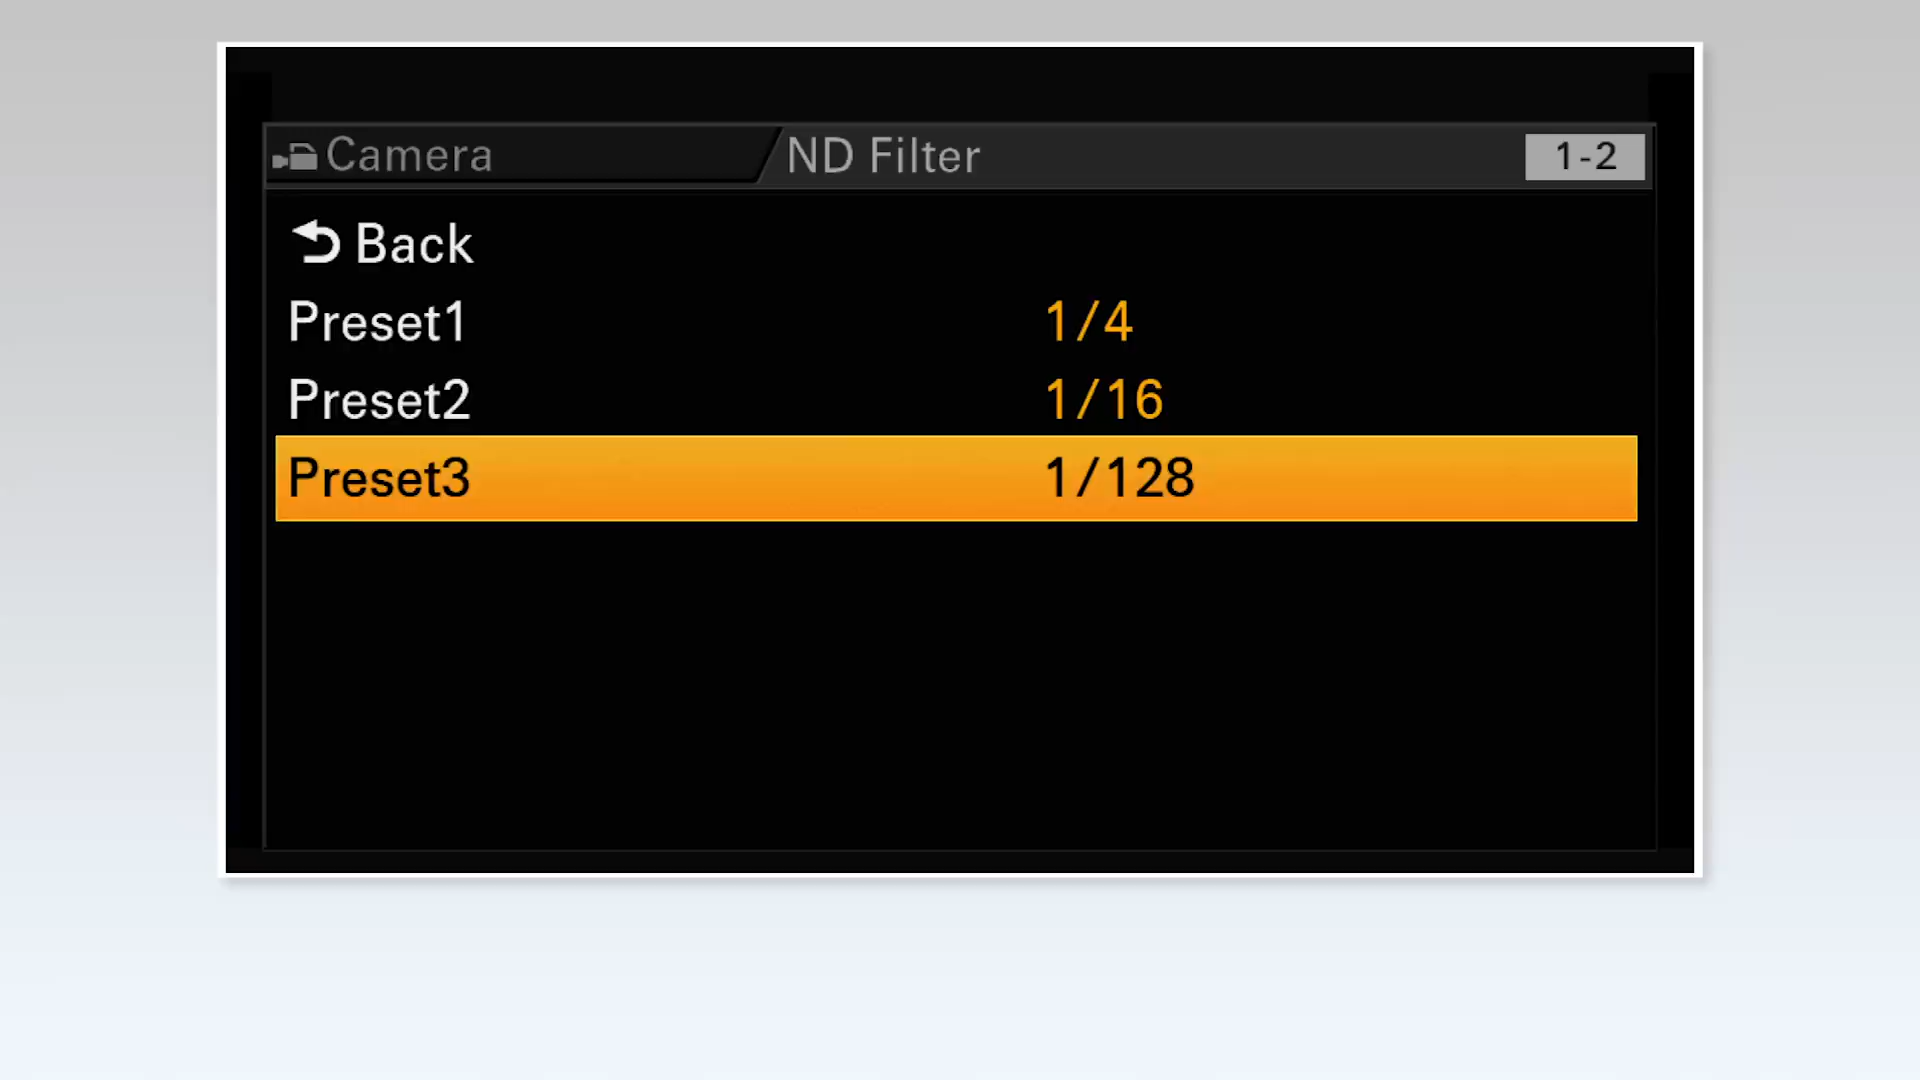 Camera ND Filter 1-2
Back
Preset1 1/4
Preset2 1/16
Preset3 1/128